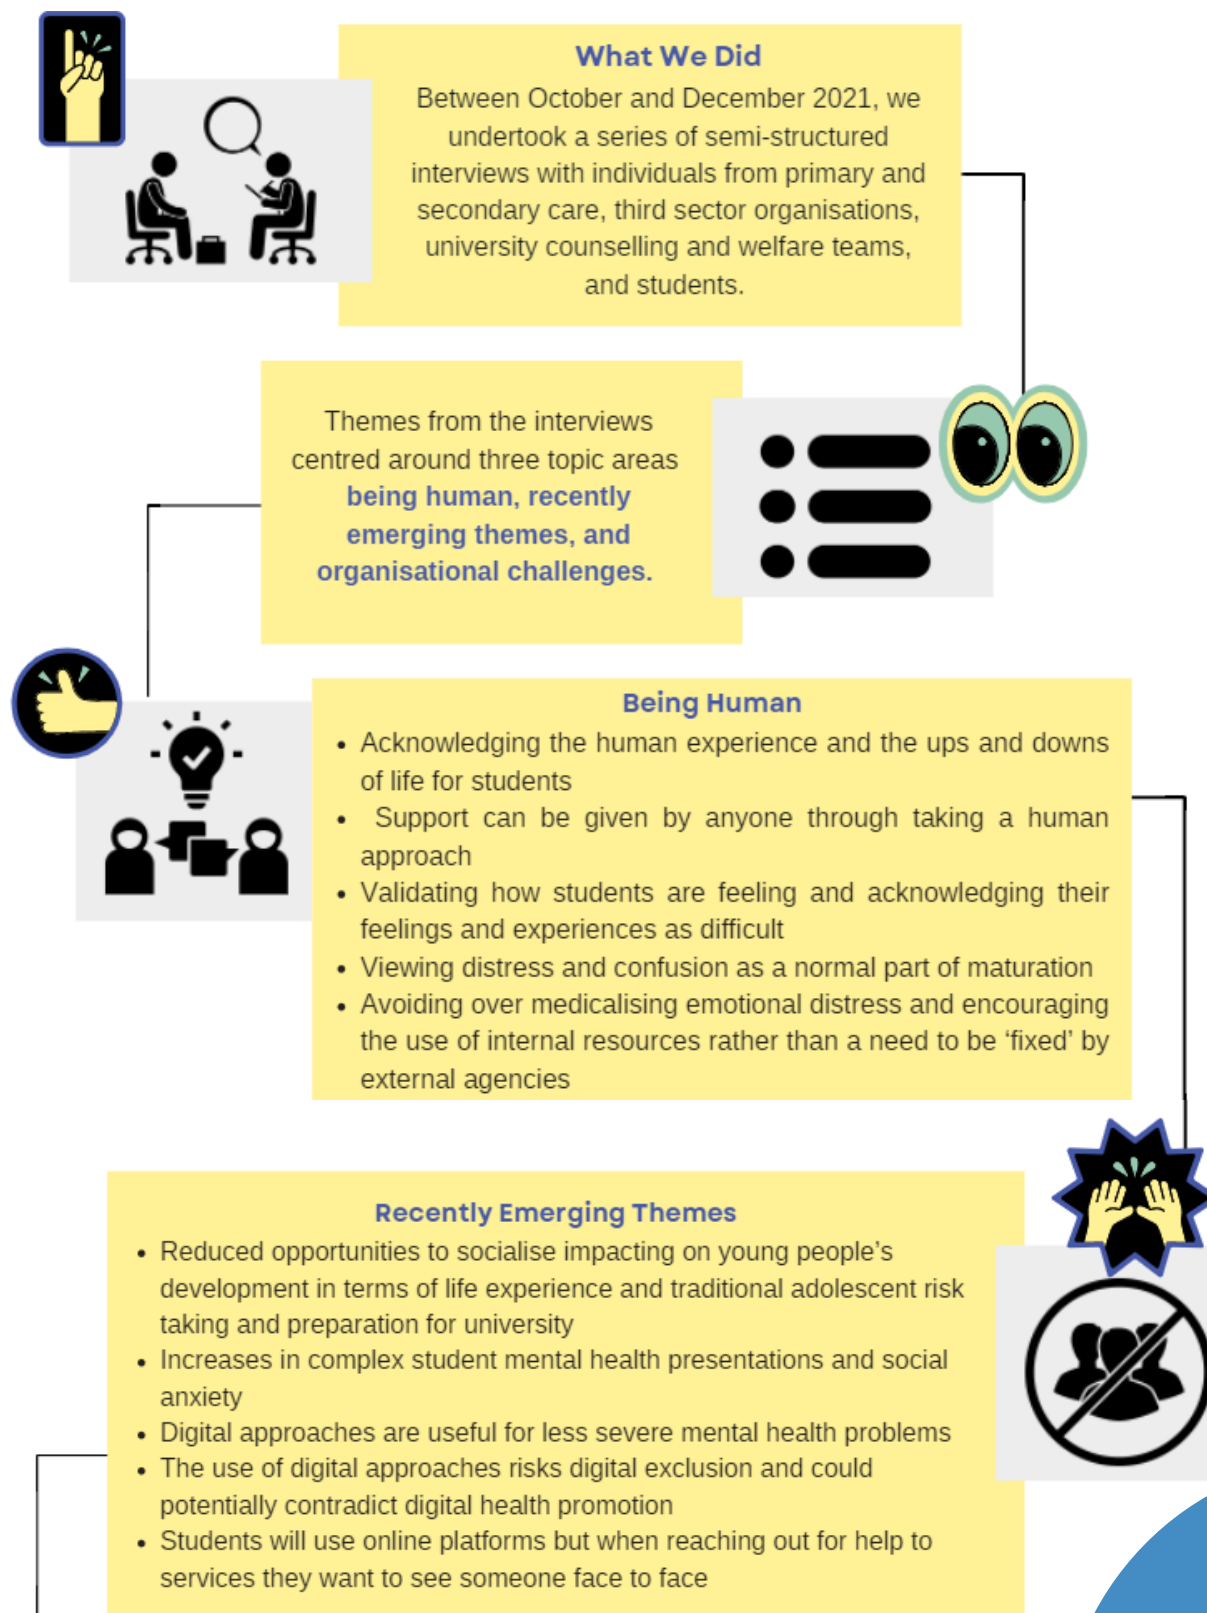 What We Did
Between October and December 2021, we
undertook a series of semi-structured
interviews with individuals from primary and
secondary care, third sector organisations,
university counselling and welfare teams,
and students.
Themes from the interviews
centred around three topic areas
being human, recently
emerging themes, and
organisational challenges.
Being Human
• Acknowledging the human experience and the ups and downs
of life for students
• Support can be given by anyone through taking a human
approach
• Validating how students are feeling and acknowledging their
feelings and experiences as difficult
• Viewing distress and confusion as a normal part of maturation
• Avoiding over medicalising emotional distress and encouraging
the use of internal resources rather than a need to be ‘fixed’ by
external agencies
Recently Emerging Themes
• Reduced opportunities to socialise impacting on young people’s
development in terms of life experience and traditional adolescent risk
taking and preparation for university
• Increases in complex student mental health presentations and social
anxiety
• Digital approaches are useful for less severe mental health problems
• The use of digital approaches risks digital exclusion and could
potentially contradict digital health promotion
• Students will use online platforms but when reaching out for help to
services they want to see someone face to face